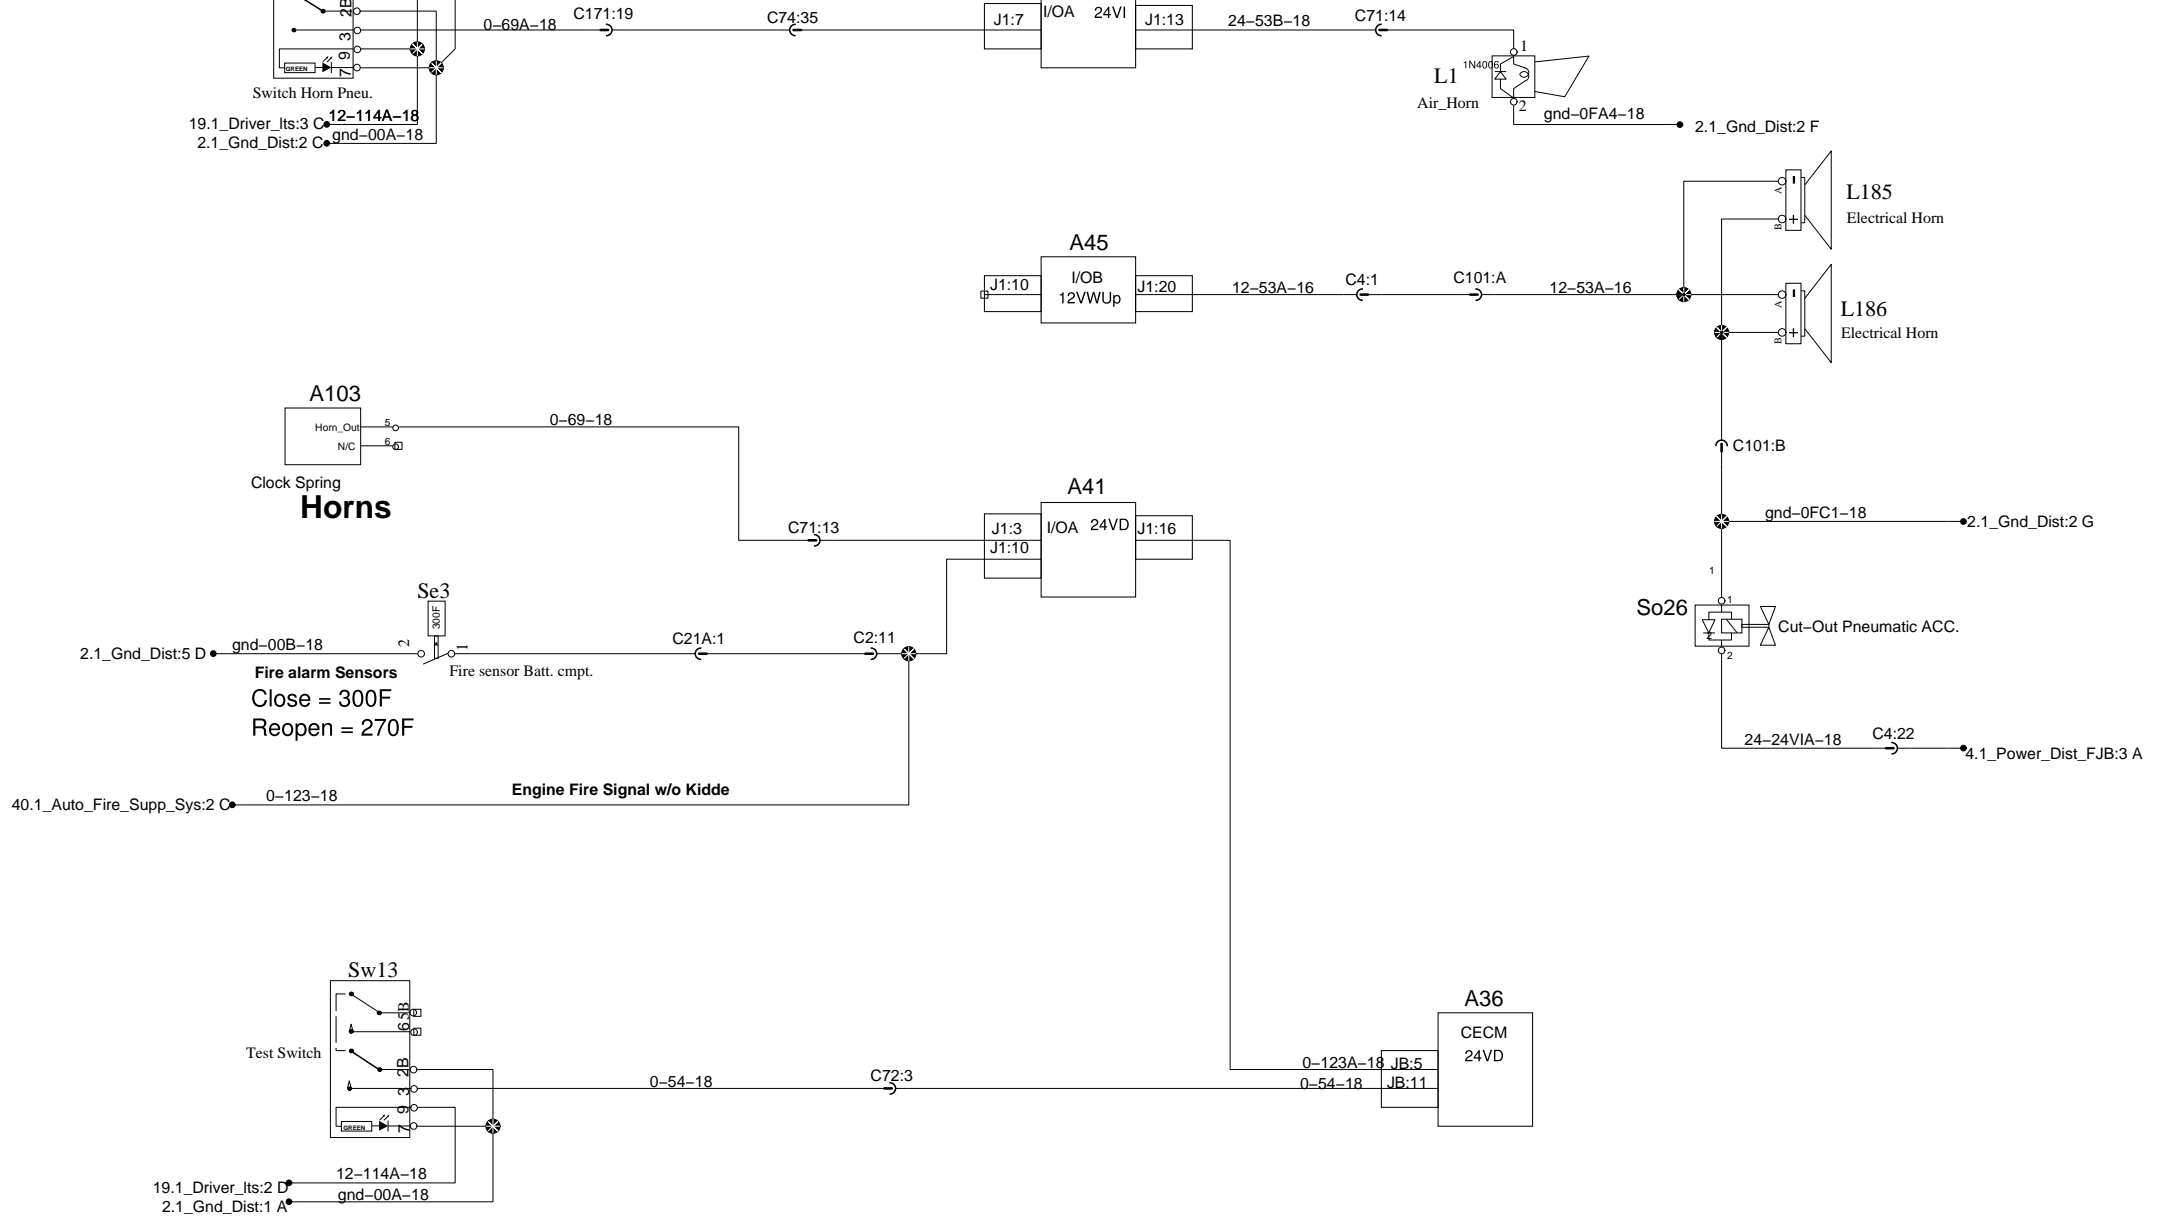 2B
0-69A-18
C171:19
C74:35
J1:7
I/OA
24VI
J1:13
24-53B-18
C71:14
3
9
7
GREEN
Switch Horn Pneu.
19.1_Driver_lts:3 C
12-114A-18
2.1_Gnd_Dist:2 C
gnd-00A-18
1
1N4006
L1
Air_Horn
2
gnd-0FA4-18
2.1_Gnd_Dist:2 F
A
-
L185
B
+
Electrical Horn
A45
J1:10
I/OB
12VWUp
J1:20
12-53A-16
C4:1
C101:A
12-53A-16
A
-
L186
B
+
Electrical Horn
A103
Horn_Out
5
N/C
6
0-69-18
Clock Spring
Horns
C101:B
A41
C71:13
J1:3
J1:10
I/OA
24VD
J1:16
gnd-0FC1-18
2.1_Gnd_Dist:2 G
Se3
300F
2.1_Gnd_Dist:5 D
gnd-00B-18
2
1
C21A:1
C2:11
Fire alarm Sensors
Fire sensor Batt. cmpt.
Close = 300F
Reopen = 270F
1
So26
1
2
Cut-Out Pneumatic ACC.
24-24VIA-18
C4:22
4.1_Power_Dist_FJB:3 A
40.1_Auto_Fire_Supp_Sys:2 C
0-123-18
Engine Fire Signal w/o Kidde
Sw13
5B
6
Test Switch
2B
3
9
7
GREEN
0-54-18
C72:3
A36
CECM
24VD
0-123A-18
JB:5
0-54-18
JB:11
12-114A-18
19.1_Driver_lts:2 D
gnd-00A-18
2.1_Gnd_Dist:1 A